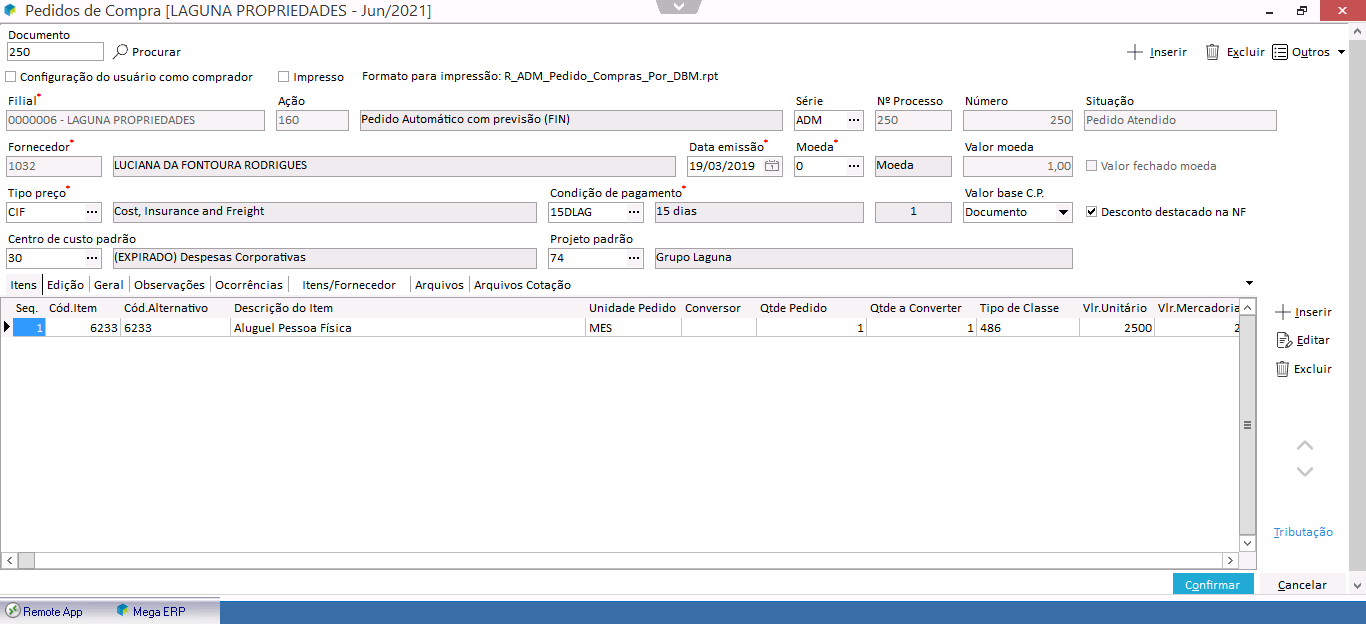 Pedidos de Compra [LAGUNA PROPRIEDADES - Jun/2021]
Documento
250 Procurar Inserir Excluir Outros
Configuração do usuário como comprador Impresso Formato para impressão: R_ADM_Pedido_Compras_Por_DBM.rpt
Filial* Ação Série Nº Processo Número Situação
0000006 - LAGUNA PROPRIEDADES 160 Pedido Automático com previsão (FIN) ADM ... 250 250 Pedido Atendido
Fornecedor* Data emissão* Moeda* Valor moeda
1032 LUCIANA DA FONTOURA RODRIGUES 19/03/2019 0 ... Moeda 1,00 Valor fechado moeda
Tipo preço* Condição de pagamento* Valor base C.P.
CIF ... Cost, Insurance and Freight 15DLAG ... 15 dias 1 Documento Desconto destacado na NF
Centro de custo padrão Projeto padrão
30 ... (EXPIRADO) Despesas Corporativas 74 ... Grupo Laguna
Itens Edição Geral Observações Ocorrências Itens/Fornecedor Arquivos Arquivos Cotação
Seq. Cód.Item Cód.Alternativo Descrição do Item Unidade Pedido Conversor Qtde Pedido Qtde a Converter Tipo de Classe Vlr.Unitário Vlr.Mercadoria
1 6233 6233 Aluguel Pessoa Física MES 1 1 486 2500 2
Inserir
Editar
Excluir
Tributação
Confirmar Cancelar
Remote App Mega ERP